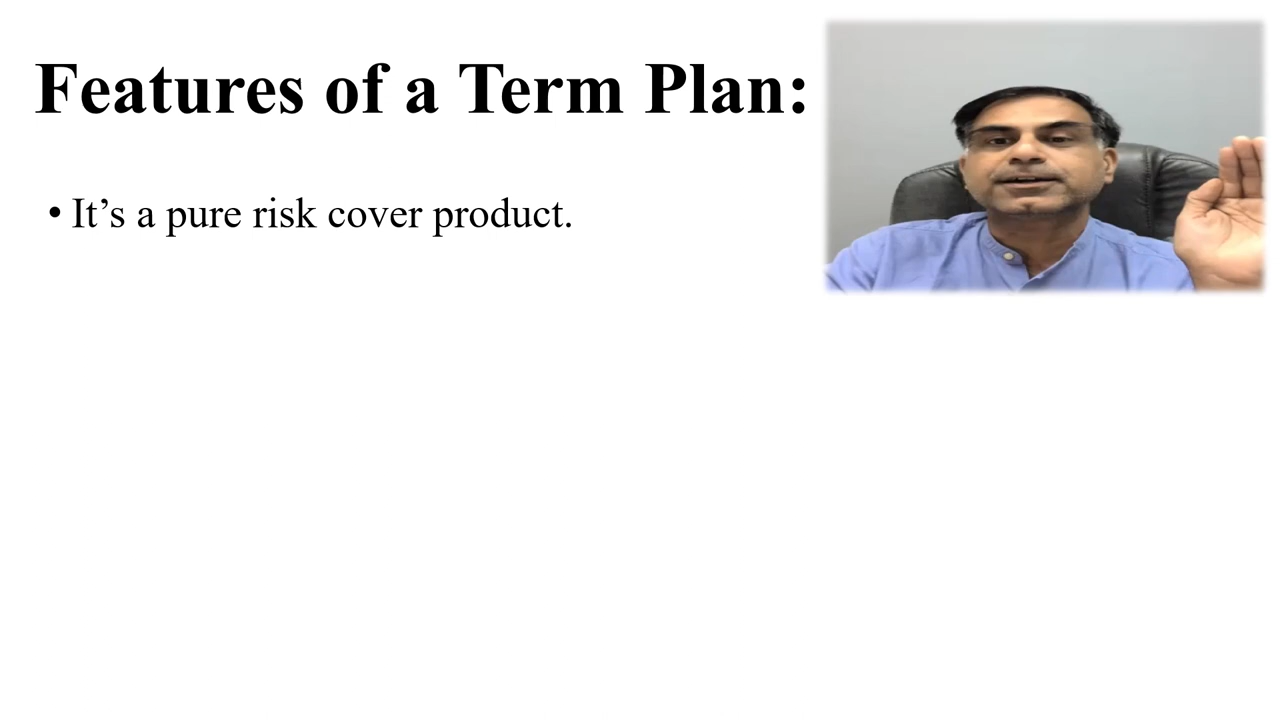 Features of a Term Plan:
• It’s a pure risk cover product.